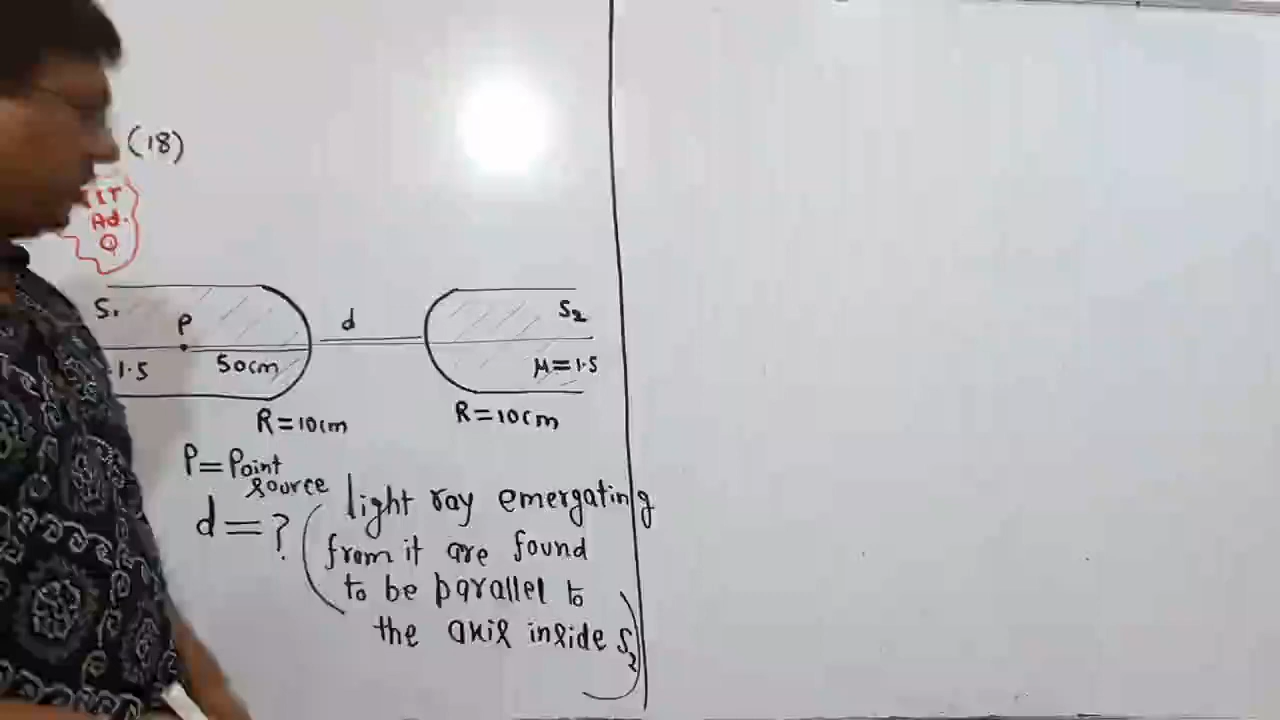 (18)
IIT
Ad.
Q
S₁
P
d
S₂
1.5
50cm
μ=1.5
R=10cm
R=10cm
P=Point
source
d=?
(light ray emergating
from it are found
to be parallel to
the axis inside S₂)